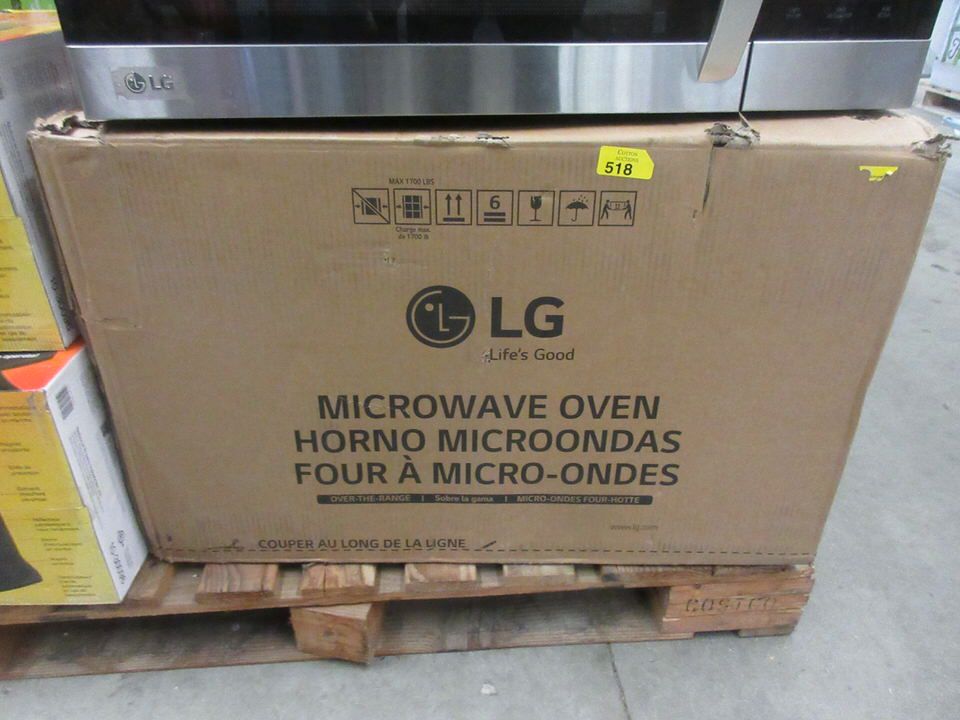 LG
COTTON
AUCTIONS
518
MAX 1700 LBS
6
Charge max.
de 1700 lb
LG
Life's Good
MICROWAVE OVEN
HORNO MICROONDAS
FOUR À MICRO-ONDES
OVER-THE-RANGE | Sobre la gama | MICRO-ONDES FOUR-HOTTE
www.lg.com
COUPER AU LONG DE LA LIGNE
COSTCO